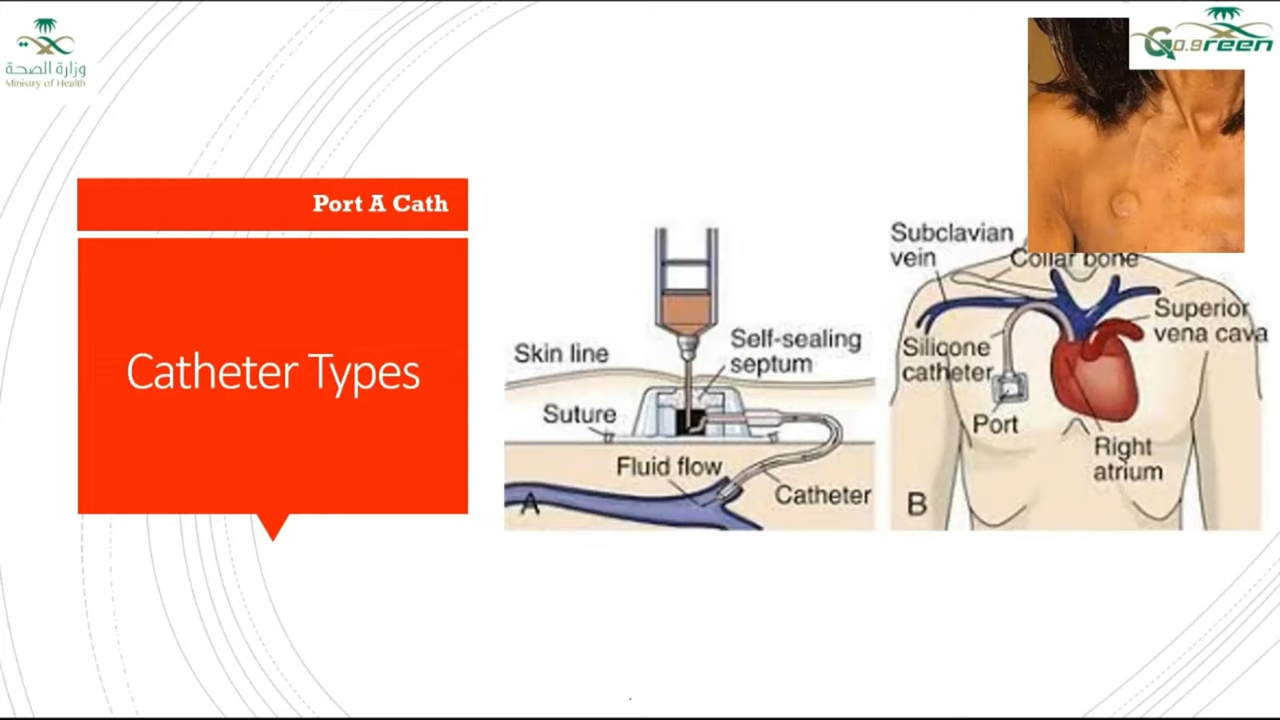 وزارة الصحة
Ministry of Health
Go.green
Port A Cath
Catheter Types
Skin line
Self-sealing
septum
Suture
Fluid flow
Catheter
A
Subclavian
vein
Collar bone
Superior
vena cava
Silicone
catheter
Port
Right
atrium
B